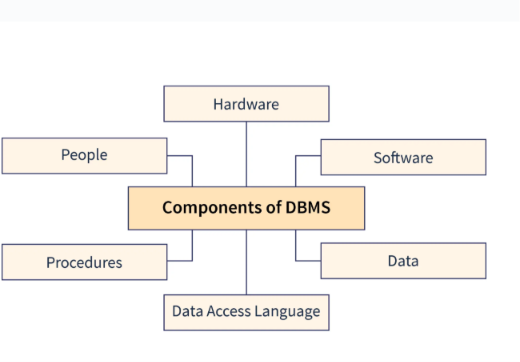 Hardware
People
Software
Components of DBMS
Procedures
Data
Data Access Language